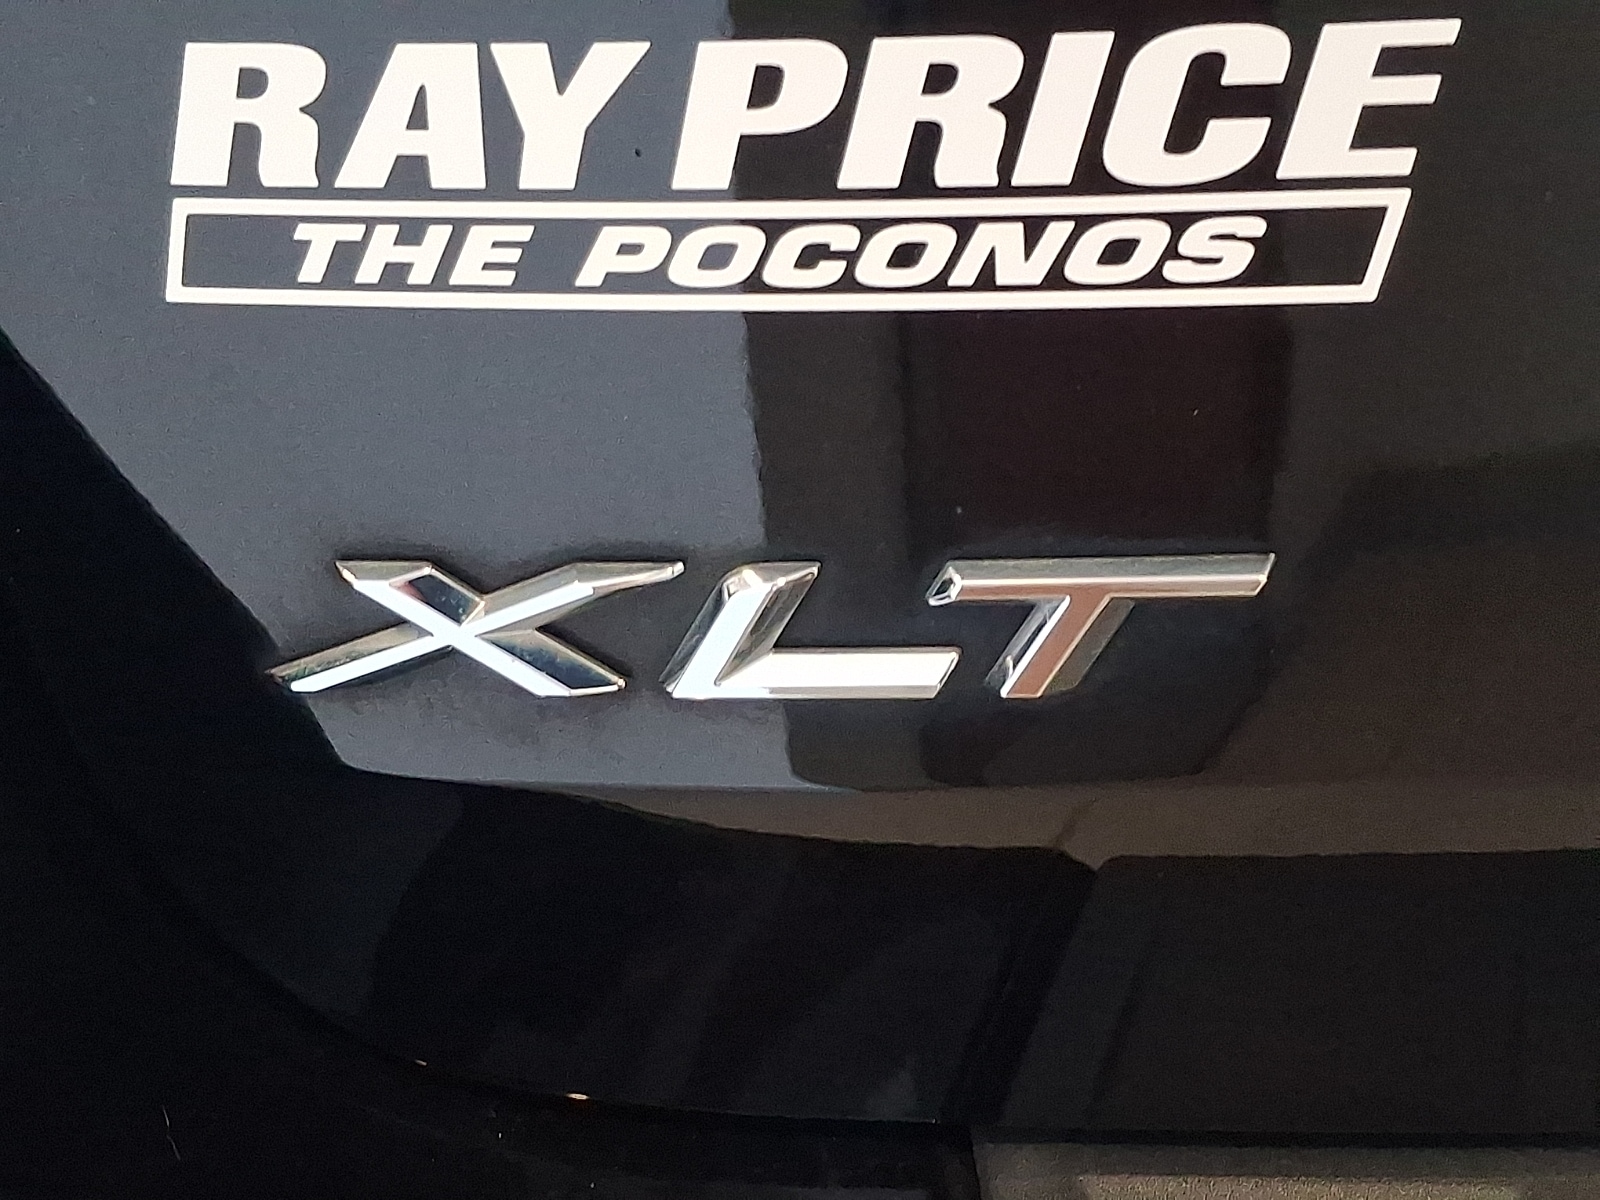 RAY PRICE
THE POCONOS
XLT